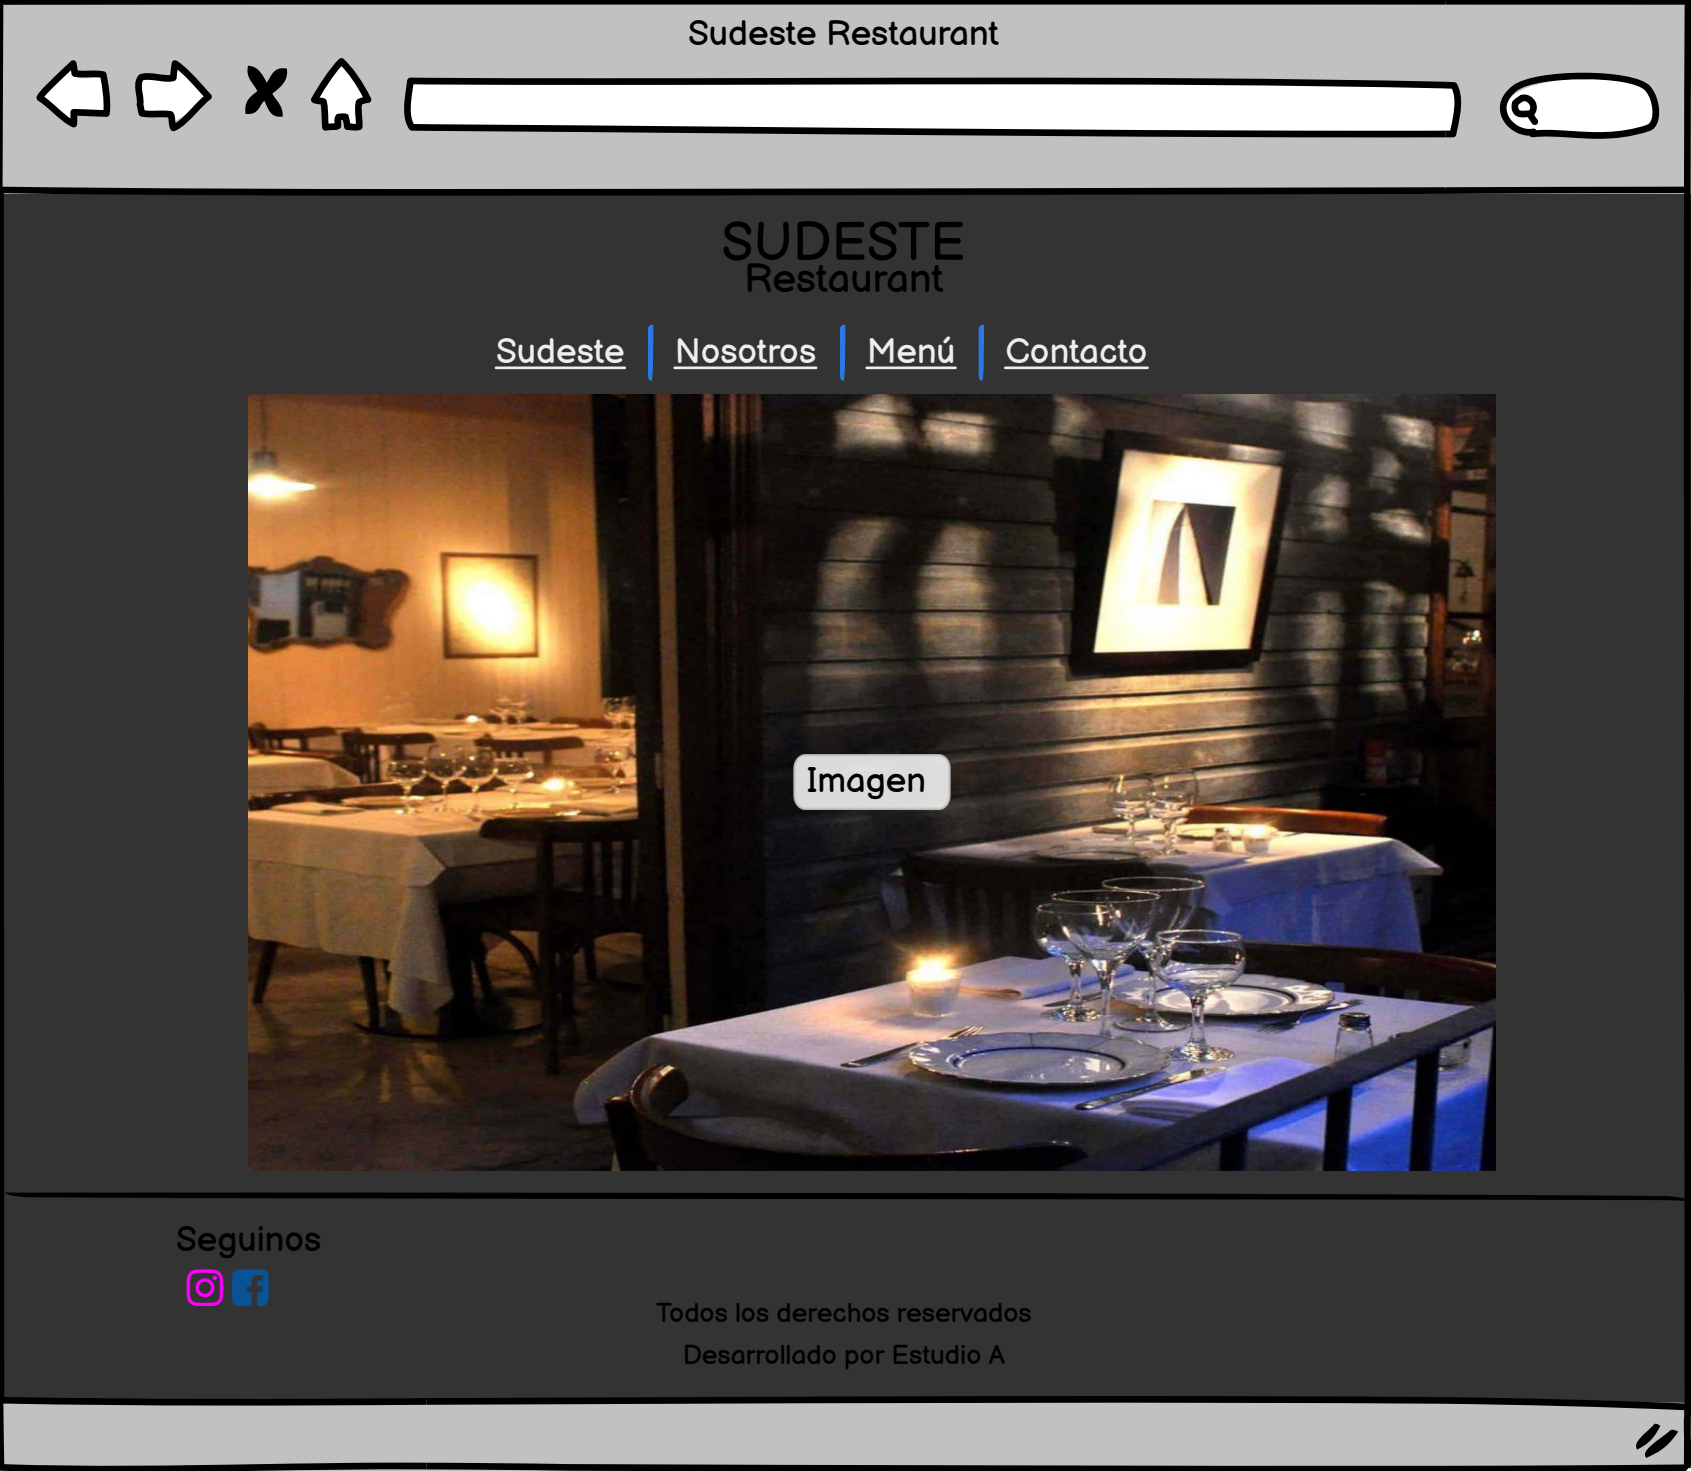 Sudeste Restaurant
SUDESTE
Restaurant
Sudeste Nosotros Menú Contacto
Imagen
Seguinos
Todos los derechos reservados
Desarrollado por Estudio A